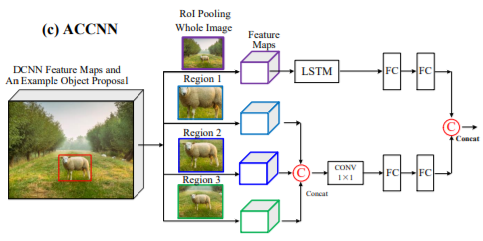 (c) ACCNN
DCNN Feature Maps and
An Example Object Proposal
RoI Pooling
Whole Image
Feature
Maps
Region 1
Region 2
Region 3
LSTM
FC
FC
C
Concat
C
Concat
CONV
1×1
FC
FC